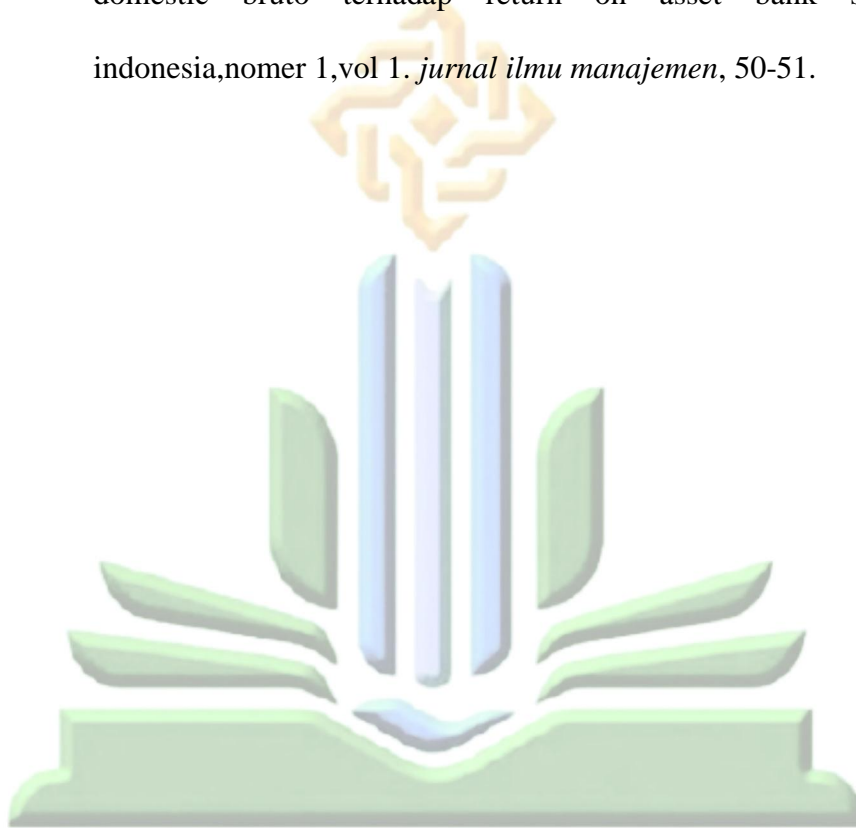 domestic bruto terhadap return on asset bank s
indonesia,nomer 1,vol 1. jurnal ilmu manajemen, 50-51.